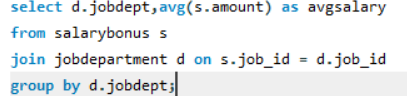 select d.jobdept,avg(s.amount) as avgsalary
from salarybonus s
join jobdepartment d on s.job_id = d.job_id
group by d.jobdept;